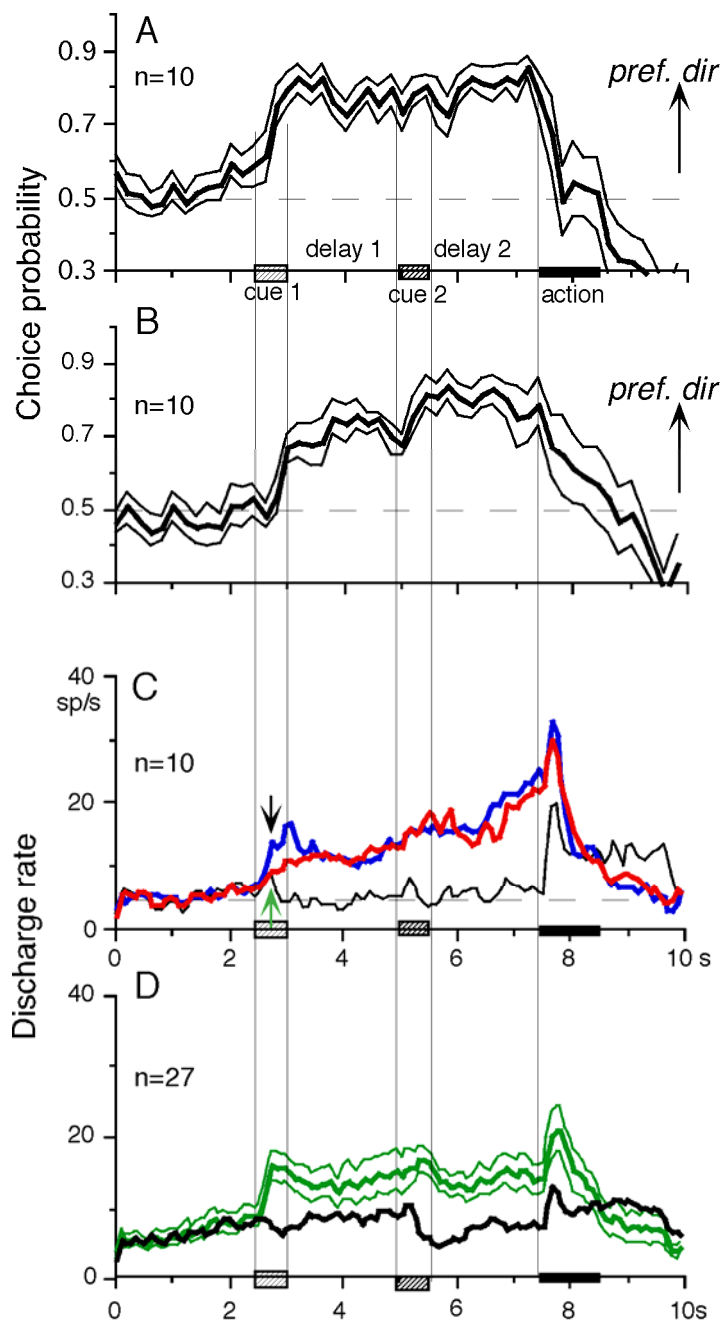 A
0.9
n=10
pref. dir
0.7
0.5
delay 1
delay 2
0.3
cue 1
cue 2
action
Choice probability
B
0.9
n=10
pref. dir
0.7
0.5
0.3
C
40
sp/s
n=10
20
0
0
2
4
6
8
10 s
Discharge rate
D
40
n=27
20
0
0
2
4
6
8
10s